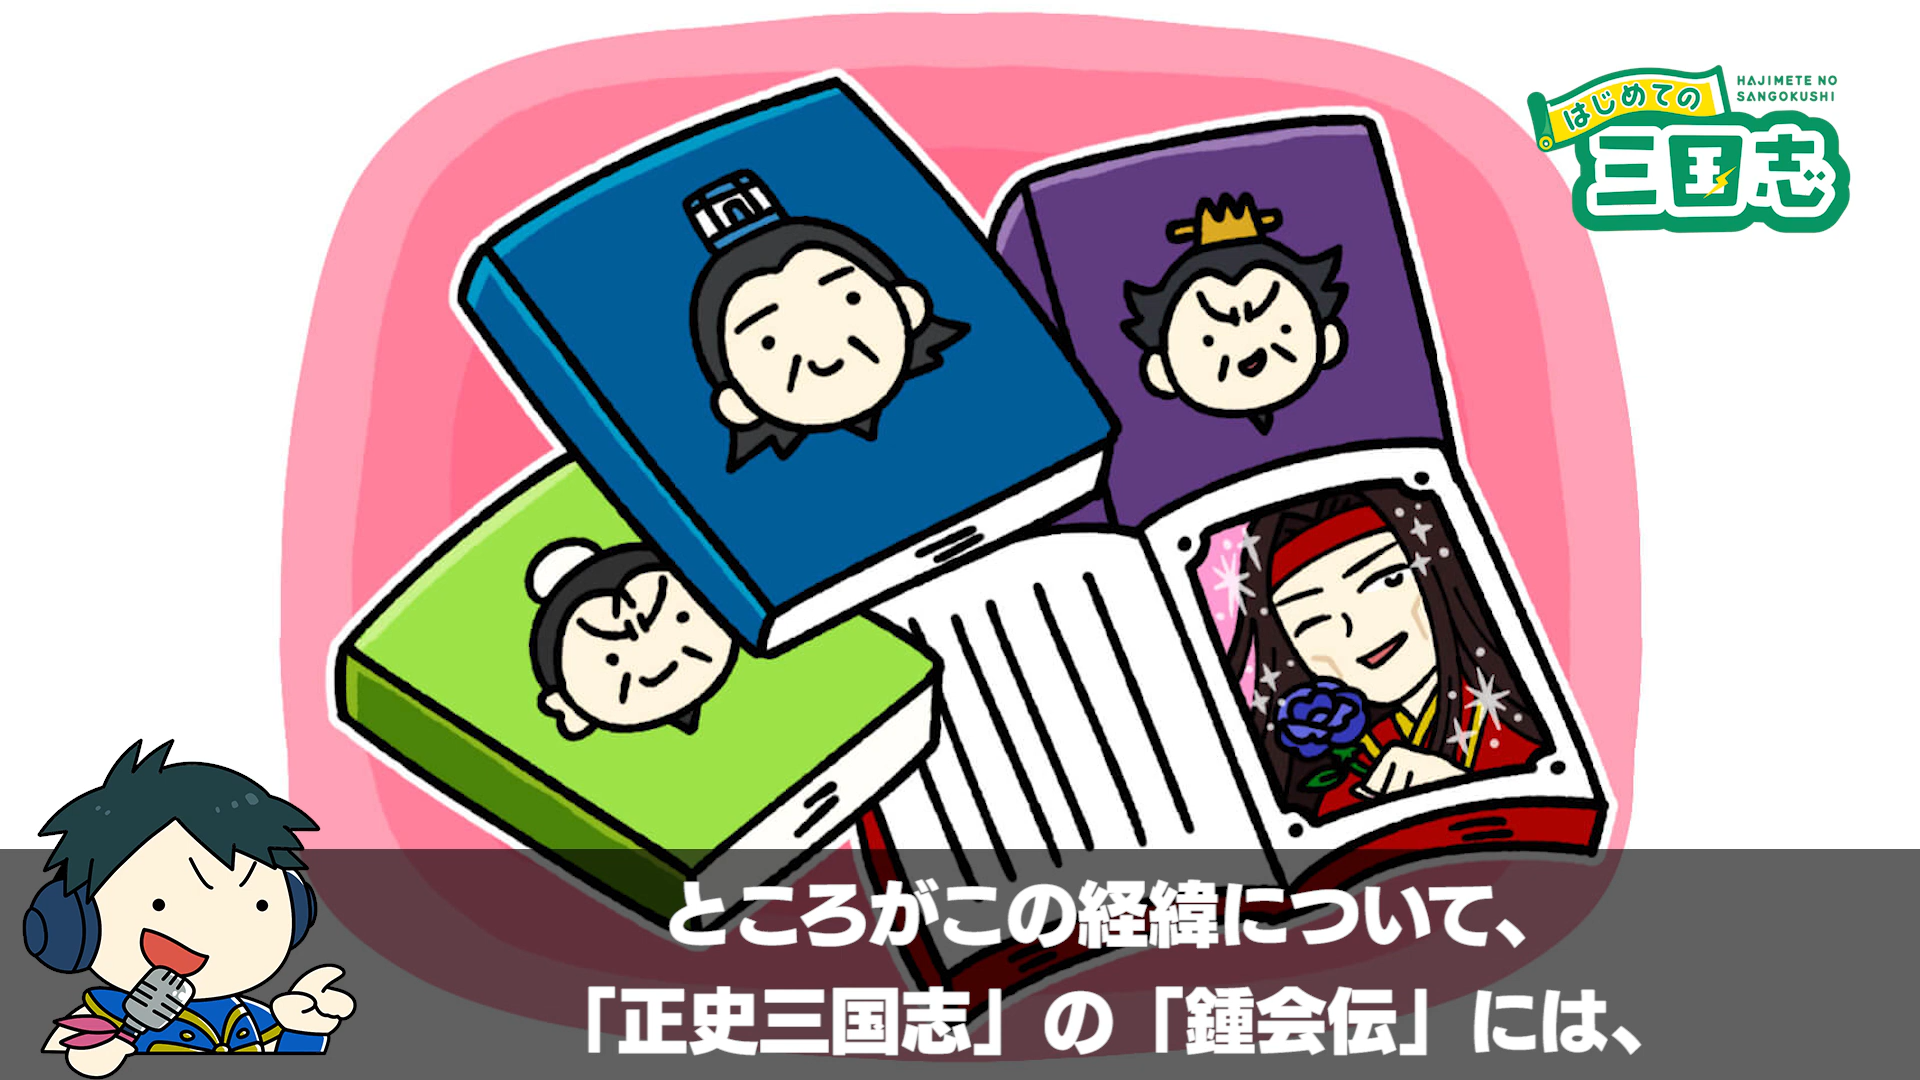 はじめての
三国志
HAJIMETE NO
SANGOKUSHI
ところがこの経緯について、
「正史三国志」の「鍾会伝」には、